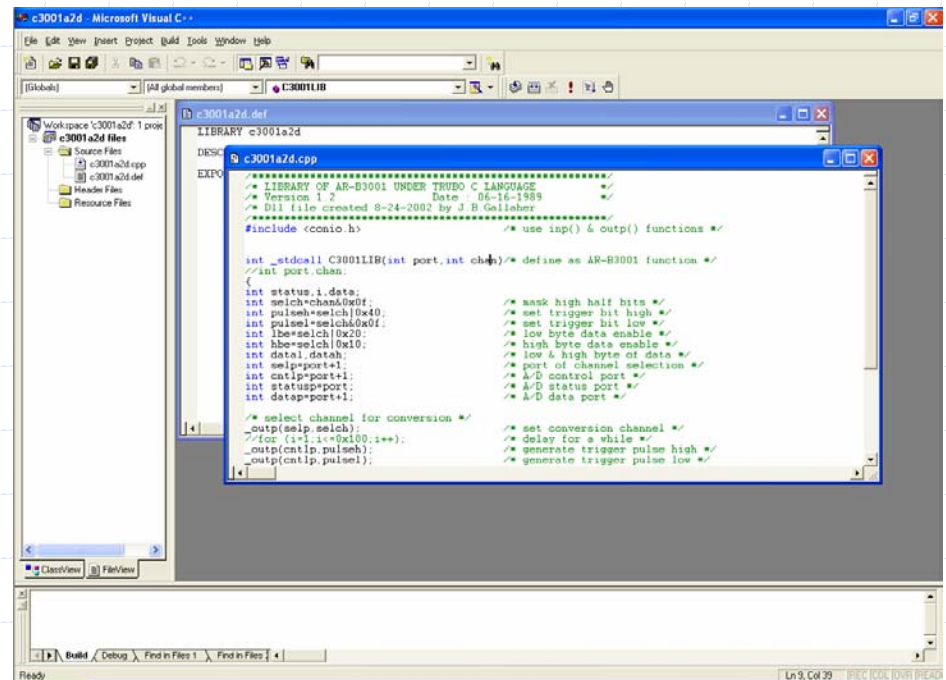 c3001a2d - Microsoft Visual C++
File Edit View Insert Project Build Tools Window Help
(Globals) (All global members) C3001LIB
Workspace 'c3001a2d': 1 proje
c3001a2d files
Source Files
c3001a2d.cpp
c3001a2d.def
Header Files
Resource Files
ClassView FileView
c3001a2d.def
LIBRARY c3001a2d
DESC
EXPO
c3001a2d.cpp
/****************************************************/
/* LIBRARY OF AR-B3001 UNDER TRUBO C LANGUAGE */
/* Version 1.2 Date : 06-16-1989 */
/* Dll file created 8-24-2002 by J.B.Gallaher
/****************************************************/
#include <conio.h> /* use inp() & outp() functions */
int _stdcall C3001LIB(int port,int chan)/* define as AR-B3001 function */
//int port,chan;
{
int status,i,data;
int selch=chan&0x0f; /* mask high half bits */
int pulseh=selch|0x40; /* set trigger bit high */
int pulsel=selch&0x0f; /* set trigger bit low */
int lbe=selch|0x20; /* low byte data enable */
int hbe=selch|0x10; /* high byte data enable */
int datal,datah; /* low & high byte of data */
int selp=port+1; /* port of channel selection */
int cntlp=port+1; /* A/D control port */
int statusp=port; /* A/D status port */
int datap=port+1; /* A/D data port */
/* select channel for conversion */
_outp(selp,selch); /* set conversion channel */
//for (i=1;i<=0x100;i++); /* delay for a while */
_outp(cntlp,pulseh); /* generate trigger pulse high */
_outp(cntlp,pulsel); /* generate trigger pulse low */
Build Debug Find in Files 1 Find in Files
Ready Ln 9, Col 39 REC COL OVR READ